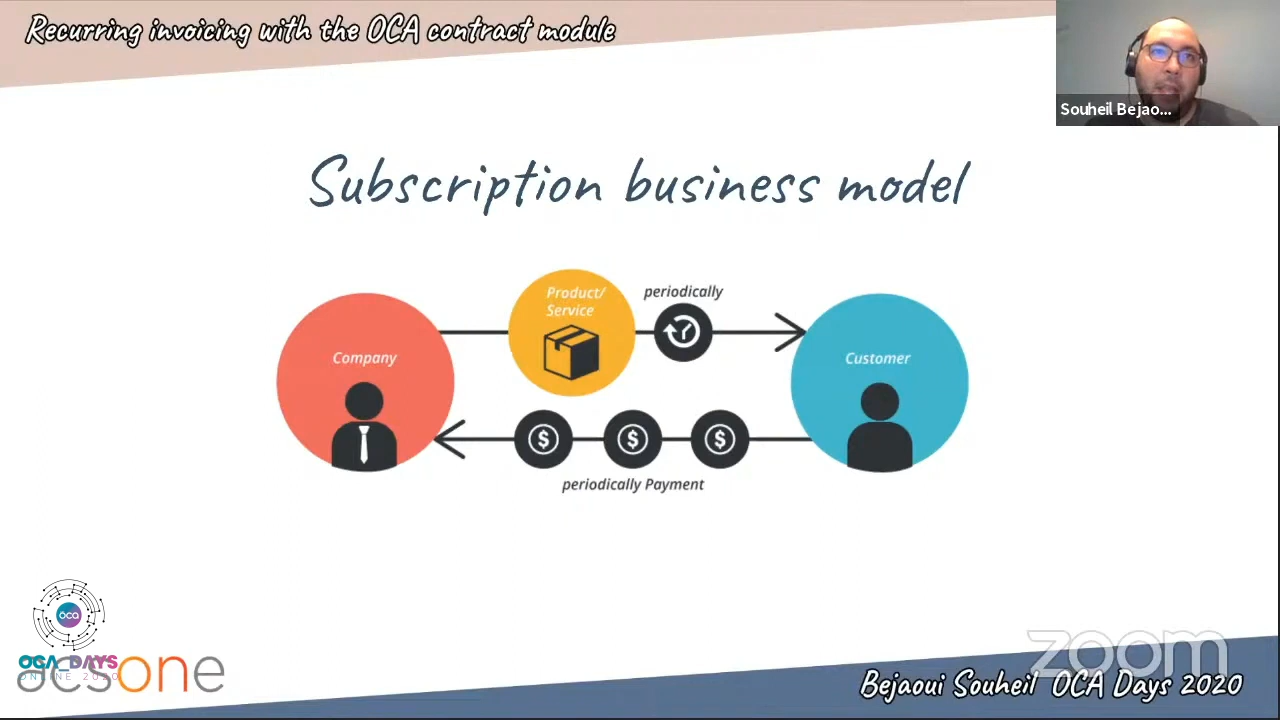 Recurring invoicing with the OCA contract module
Souheil Bejao...
Subscription business model
Product/
Service
periodically
Company
Customer
$ $ $
periodically Payment
oca
OCA_DAYS
ONLINE 2020
acsone
zoom
Bejaoui Souheil OCA Days 2020